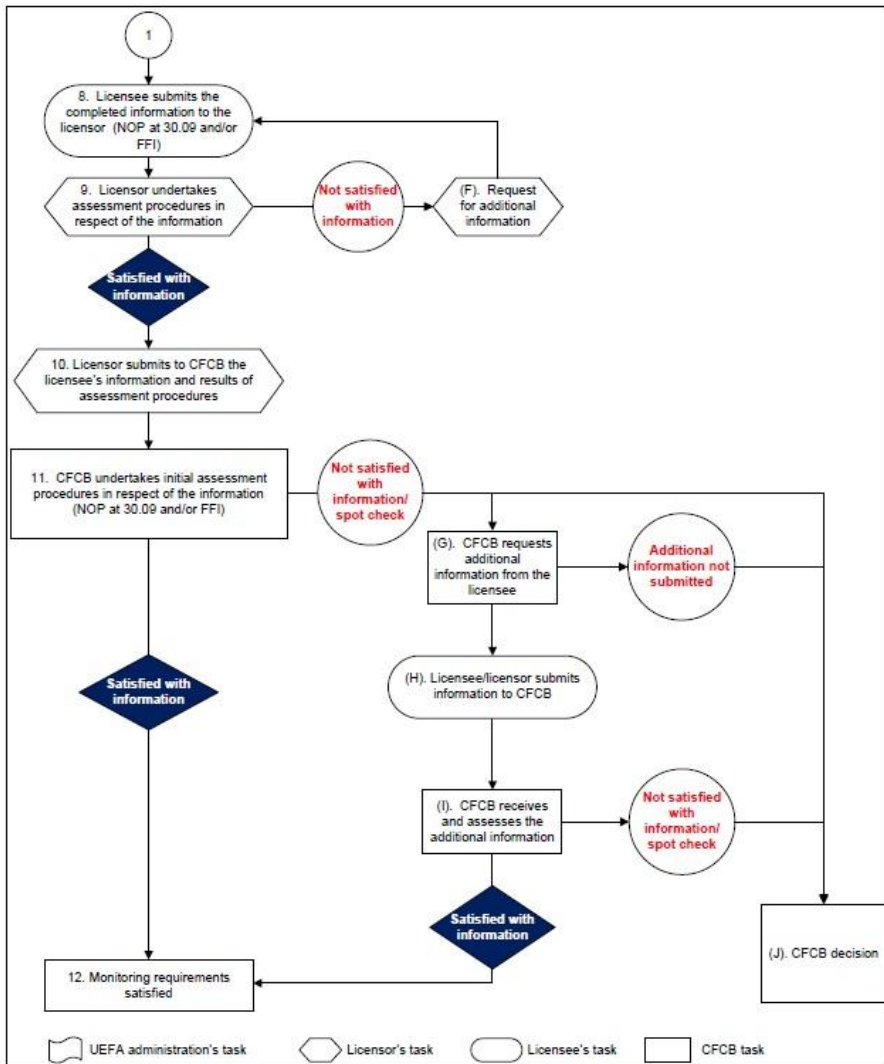 1
8. Licensee submits the
completed information to the
licensor (NOP at 30.09 and/or
FFI)
9. Licensor undertakes
assessment procedures in
respect of the information
Not satisfied
with
information
(F). Request
for additional
information
Satisfied with
information
10. Licensor submits to CFCB the
licensee's information and results of
assessment procedures
11. CFCB undertakes initial assessment
procedures in respect of the information
(NOP at 30.09 and/or FFI)
Not satisfied
with
information/
spot check
(G). CFCB requests
additional
information from the
licensee
Additional
information not
submitted
Satisfied with
information
(H). Licensee/licensor submits
information to CFCB
(I). CFCB receives
and assesses the
additional information
Not satisfied
with
information/
spot check
Satisfied with
information
(J). CFCB decision
12. Monitoring requirements
satisfied
UEFA administration's task
Licensor's task
Licensee's task
CFCB task